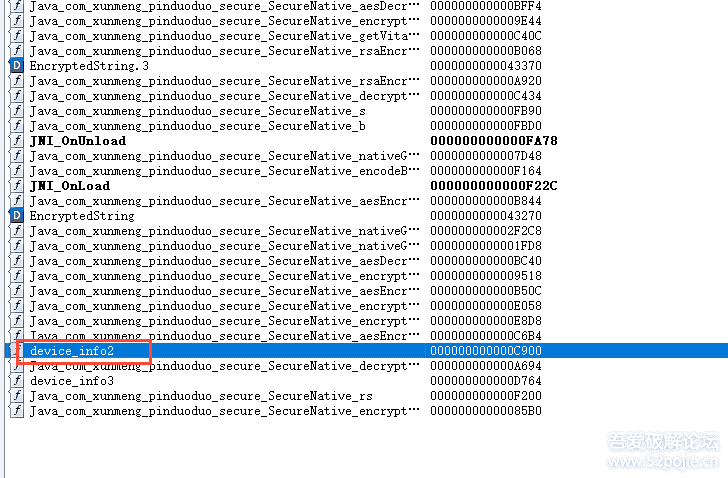 f Java_com_xunmeng_pinduoduo_secure_SecureNative_aesDecr⋯ 000000000000BFF4
f Java_com_xunmeng_pinduoduo_secure_SecureNative_encrypt⋯ 0000000000009E44
f Java_com_xunmeng_pinduoduo_secure_SecureNative_getVita⋯ 000000000000C40C
f Java_com_xunmeng_pinduoduo_secure_SecureNative_rsaEncr⋯ 000000000000B068
D EncryptedString.3 0000000000043370
f Java_com_xunmeng_pinduoduo_secure_SecureNative_rsaEncr⋯ 000000000000A920
f Java_com_xunmeng_pinduoduo_secure_SecureNative_decrypt⋯ 000000000000C434
f Java_com_xunmeng_pinduoduo_secure_SecureNative_s 000000000000FB90
f Java_com_xunmeng_pinduoduo_secure_SecureNative_b 000000000000FBD0
f JNI_OnUnload 000000000000FA78
f Java_com_xunmeng_pinduoduo_secure_SecureNative_nativeG⋯ 0000000000007D48
f Java_com_xunmeng_pinduoduo_secure_SecureNative_encodeB⋯ 000000000000F164
f JNI_OnLoad 000000000000F22C
f Java_com_xunmeng_pinduoduo_secure_SecureNative_aesEncr⋯ 000000000000B844
D EncryptedString 0000000000043270
f Java_com_xunmeng_pinduoduo_secure_SecureNative_nativeG⋯ 000000000002F2C8
f Java_com_xunmeng_pinduoduo_secure_SecureNative_nativeG⋯ 0000000000001FD8
f Java_com_xunmeng_pinduoduo_secure_SecureNative_aesDecr⋯ 000000000000BC40
f Java_com_xunmeng_pinduoduo_secure_SecureNative_encrypt⋯ 0000000000009518
f Java_com_xunmeng_pinduoduo_secure_SecureNative_aesEncr⋯ 000000000000B50C
f Java_com_xunmeng_pinduoduo_secure_SecureNative_encrypt⋯ 000000000000E058
f Java_com_xunmeng_pinduoduo_secure_SecureNative_encrypt⋯ 000000000000E8D8
f Java_com_xunmeng_pinduoduo_secure_SecureNative_aesEncr⋯ 000000000000C6B4
f device_info2 000000000000C900
f Java_com_xunmeng_pinduoduo_secure_SecureNative_decrypt⋯ 000000000000A694
f device_info3 000000000000D764
f Java_com_xunmeng_pinduoduo_secure_SecureNative_rs 000000000000F200
f Java_com_xunmeng_pinduoduo_secure_SecureNative_encrypt⋯ 00000000000085B0
吾爱破解论坛
www.52pojie.cn